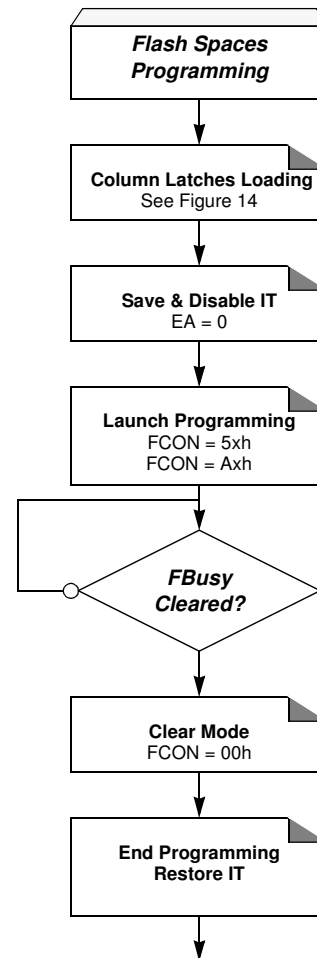 Flash Spaces
Programming
Column Latches Loading
See Figure 14
Save & Disable IT
EA = 0
Launch Programming
FCON = 5xh
FCON = Axh
FBusy
Cleared?
Clear Mode
FCON = 00h
End Programming
Restore IT